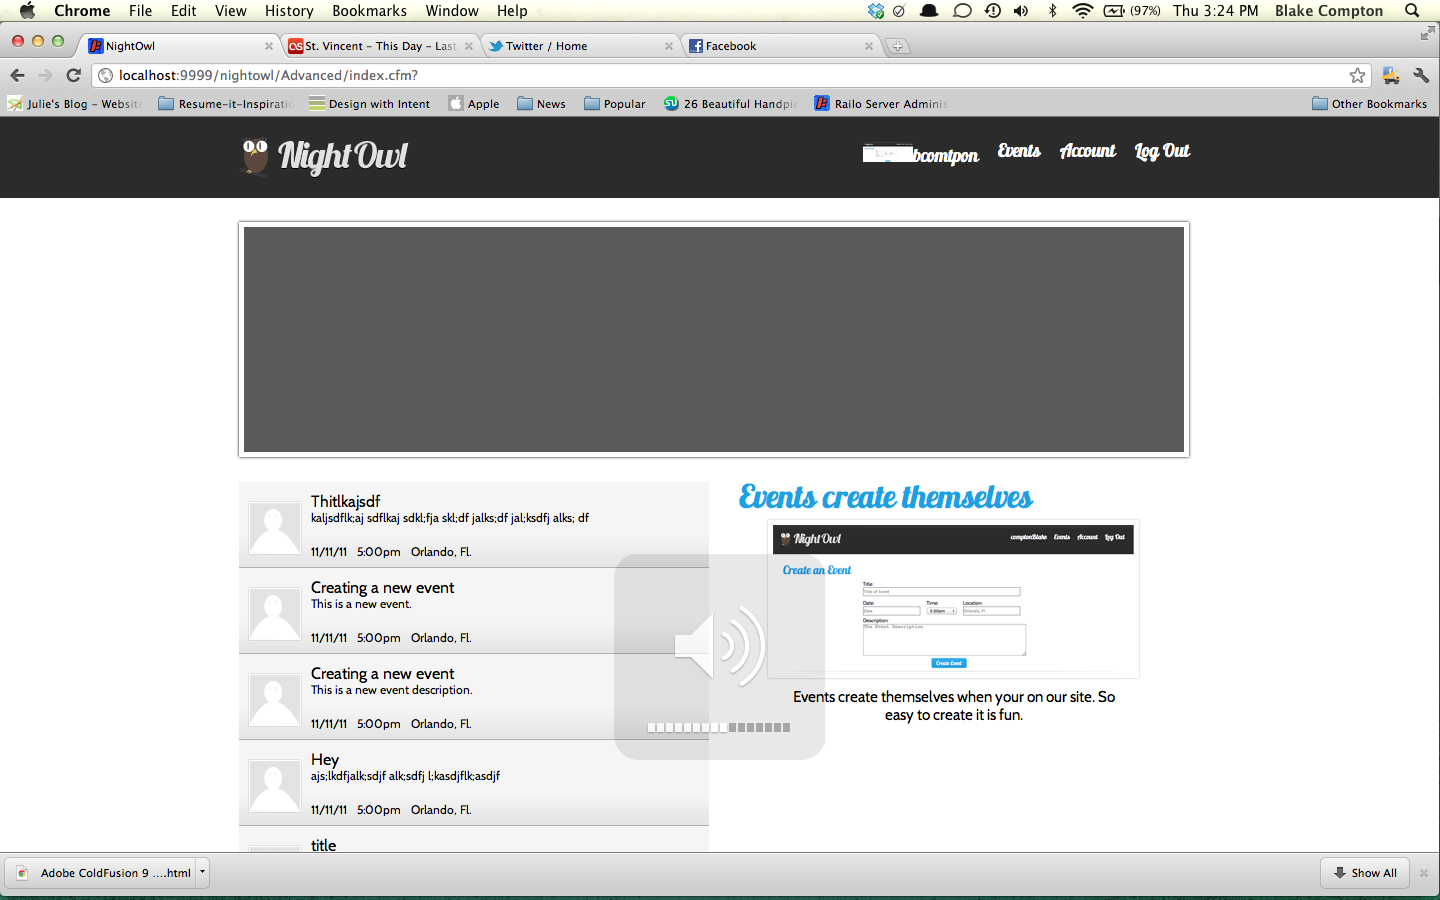 Chrome File Edit View History Bookmarks Window Help (97%) Thu 3:24 PM Blake Compton
NightOwl St. Vincent – This Day – Last Twitter / Home Facebook
localhost:9999/nightowl/Advanced/index.cfm?
Julie's Blog – Website Resume-it-Inspiratio Design with Intent Apple News Popular 26 Beautiful Handpic Railo Server Adminis Other Bookmarks
Night Owl bcomtpon Events Account Log Out
Thitlkajsdf
kaljsdflk;aj sdflkaj sdkl;fja skl;df jalks;df jal;ksdfj alks; df
11/11/11 5:00pm Orlando, Fl.
Creating a new event
This is a new event.
11/11/11 5:00pm Orlando, Fl.
Creating a new event
This is a new event description.
11/11/11 5:00pm Orlando, Fl.
Hey
ajs;lkdfjalk;sdjf alk;sdfj l;kasdjflk;asdjf
11/11/11 5:00pm Orlando, Fl.
title
Events create themselves
Night Owl comptonBlake Events Account Log Out
Create an Event
Title:
Title of Event
Date: Time: Location:
Date 5:00pm Orlando, FL
Description:
The Event Description
Create Event
Events create themselves when your on our site. So
easy to create it is fun.
Adobe ColdFusion 9 ....html Show All